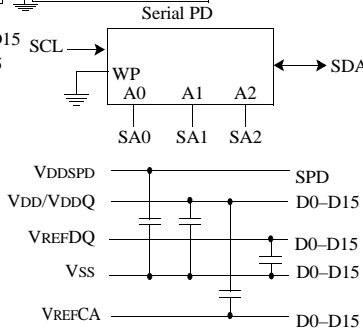 Serial PD
D15
SCL
SDA
WP
A0 A1 A2
SA0 SA1 SA2
VDDSPD SPD
VDD/VDDQ D0–D15
VREFDQ D0–D15
VSS D0–D15
VREFCA D0–D15